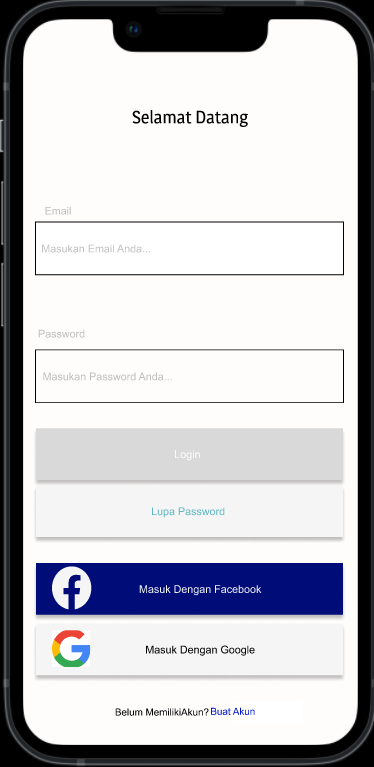 Selamat Datang
Email
Masukan Email Anda...
Password
Masukan Password Anda...
Login
Lupa Password
Masuk Dengan Facebook
Masuk Dengan Google
Belum MemilikiAkun? Buat Akun